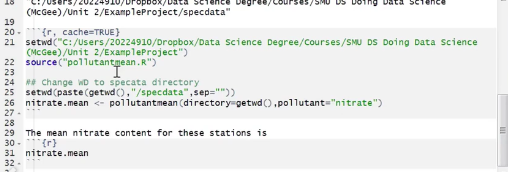 18 "C:/Users/20224910/Dropbox/Data Science Degree/Courses/SMU DS Doing Data Science
(McGee)/Unit 2/ExampleProject/specdata"
19
20 ```{r, cache=TRUE}
21 setwd("C:/Users/20224910/Dropbox/Data Science Degree/Courses/SMU DS Doing Data Science
(McGee)/Unit 2/ExampleProject")
22 source("pollutantmean.R")
23
24 ## Change WD to specata directory
25 setwd(paste(getwd(),"/specdata",sep=""))
26 nitrate.mean <- pollutantmean(directory=getwd(),pollutant="nitrate")
27 ```
28
29 The mean nitrate content for these stations is
30 ```{r}
31 nitrate.mean
32 ```